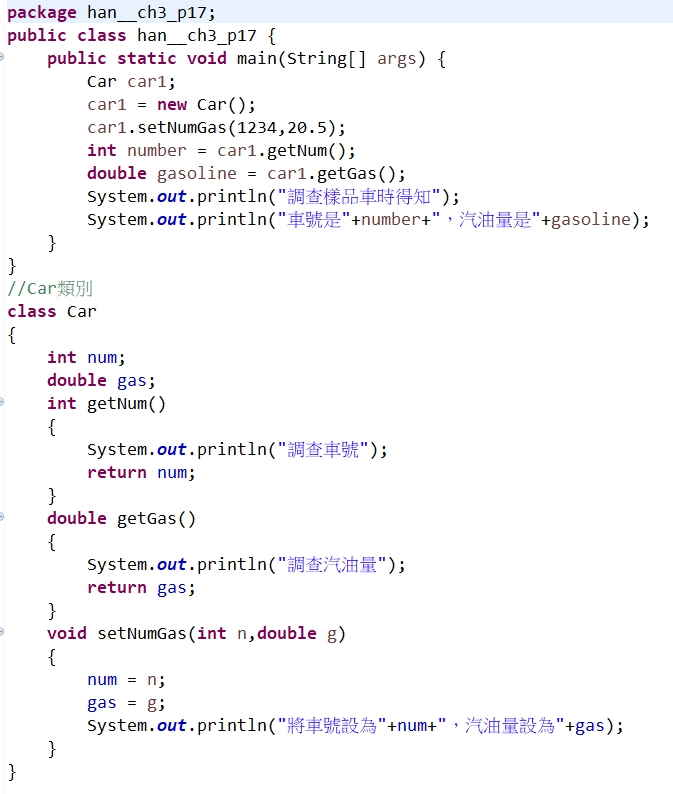 package han__ch3_p17;
public class han__ch3_p17 {
    public static void main(String[] args) {
        Car car1;
        car1 = new Car();
        car1.setNumGas(1234,20.5);
        int number = car1.getNum();
        double gasoline = car1.getGas();
        System.out.println("調查樣品車時得知");
        System.out.println("車號是"+number+"，汽油量是"+gasoline);
    }
}
//Car類別
class Car
{
    int num;
    double gas;
    int getNum()
    {
        System.out.println("調查車號");
        return num;
    }
    double getGas()
    {
        System.out.println("調查汽油量");
        return gas;
    }
    void setNumGas(int n,double g)
    {
        num = n;
        gas = g;
        System.out.println("將車號設為"+num+"，汽油量設為"+gas);
    }
}